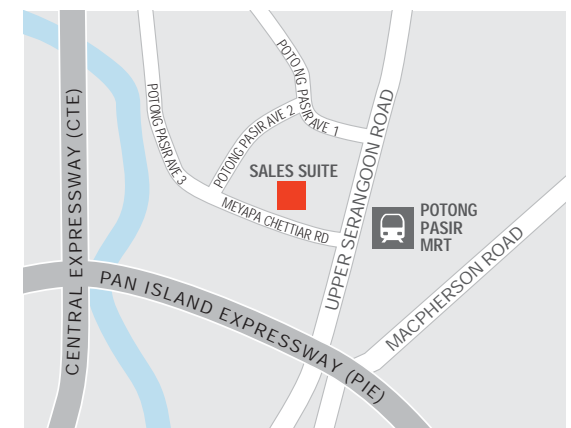 POTONG PASIR AVE 1
POTONG PASIR AVE 2
POTONG PASIR AVE 3
SALES SUITE
MEYAPA CHETTIAR RD
UPPER SERANGOON ROAD
POTONG
PASIR
MRT
MACPHERSON ROAD
CENTRAL EXPRESSWAY (CTE)
PAN ISLAND EXPRESSWAY (PIE)